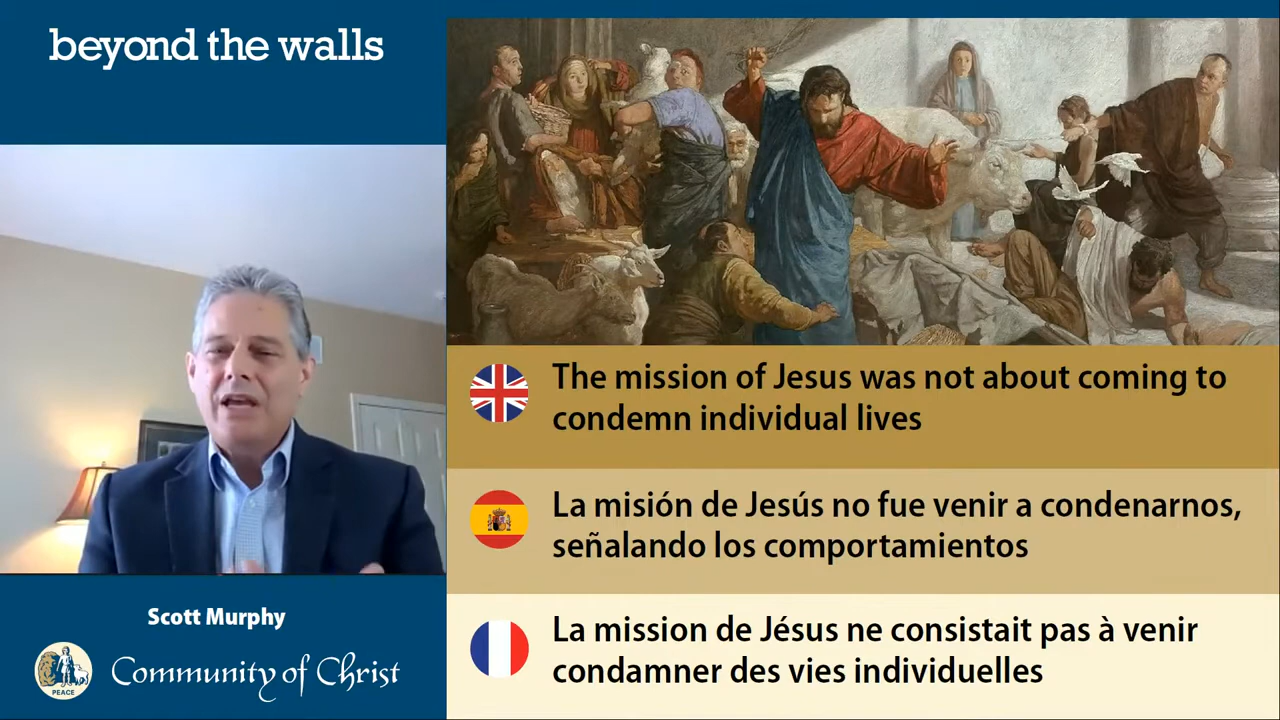 beyond the walls
The mission of Jesus was not about coming to
condemn individual lives
La misión de Jesús no fue venir a condenarnos,
señalando los comportamientos
La mission de Jésus ne consistait pas à venir
condamner des vies individuelles
Scott Murphy
PEACE
Community of Christ